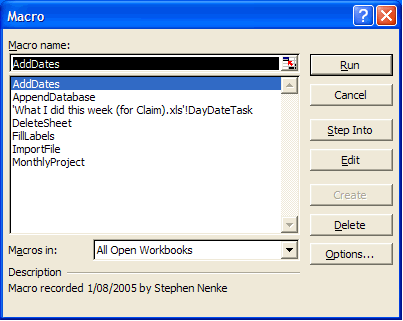 Macro
Macro name:
AddDates
Run
AddDates
AppendDatabase
'What I did this week (for Claim).xls'!DayDateTask
DeleteSheet
FillLabels
ImportFile
MonthlyProject
Cancel
Step Into
Edit
Create
Delete
Macros in:
All Open Workbooks
Options...
Description
Macro recorded 1/08/2005 by Stephen Nenke